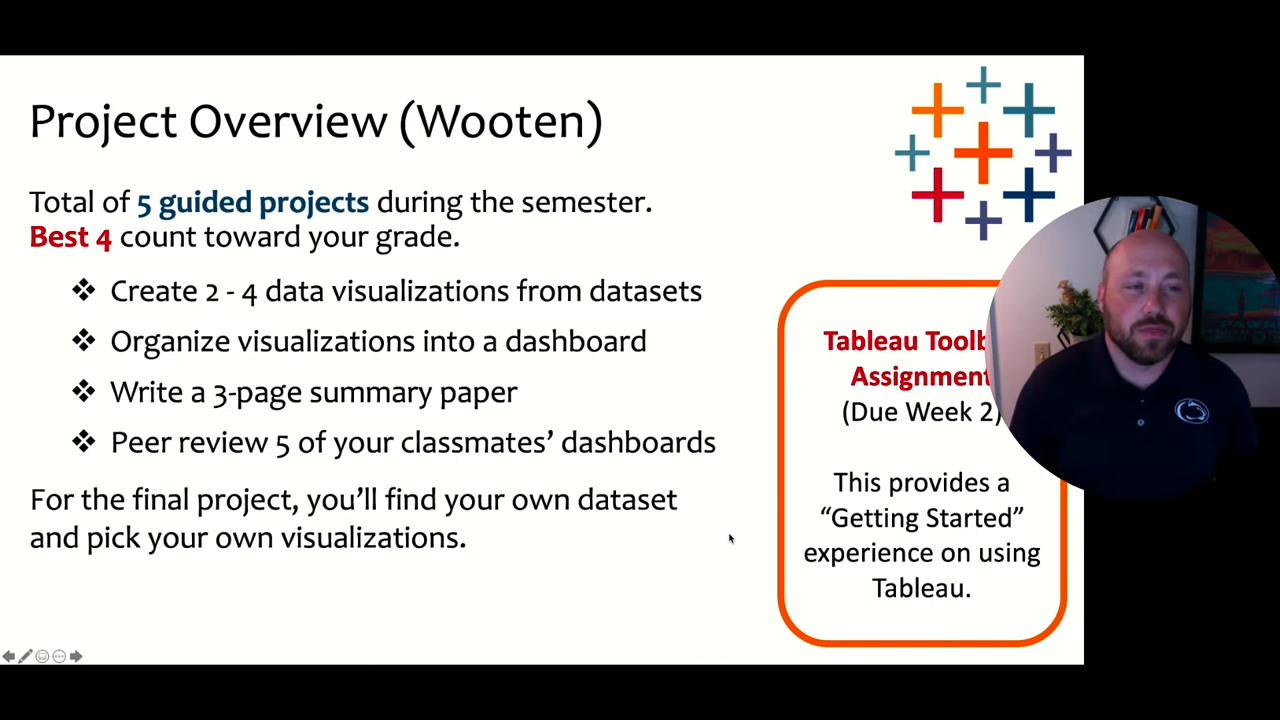 Project Overview (Wooten)
Total of 5 guided projects during the semester.
Best 4 count toward your grade.
❖ Create 2 - 4 data visualizations from datasets
❖ Organize visualizations into a dashboard
❖ Write a 3-page summary paper
❖ Peer review 5 of your classmates’ dashboards
For the final project, you’ll find your own dataset
and pick your own visualizations.
Tableau
Assignment
(Due Week 2)
This provides a
“Getting Started”
experience on using
Tableau.